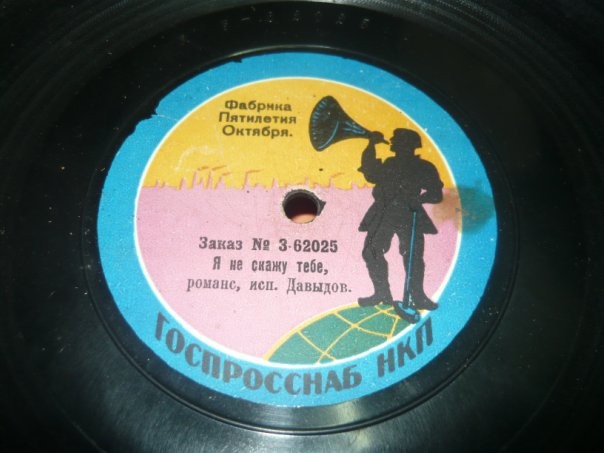 Фабрика
Пятилетия
Октября.
Заказ № 3-62025
Я не скажу тебе,
романс, исп. Давыдов.
ГОСПРОССНАБ НКП